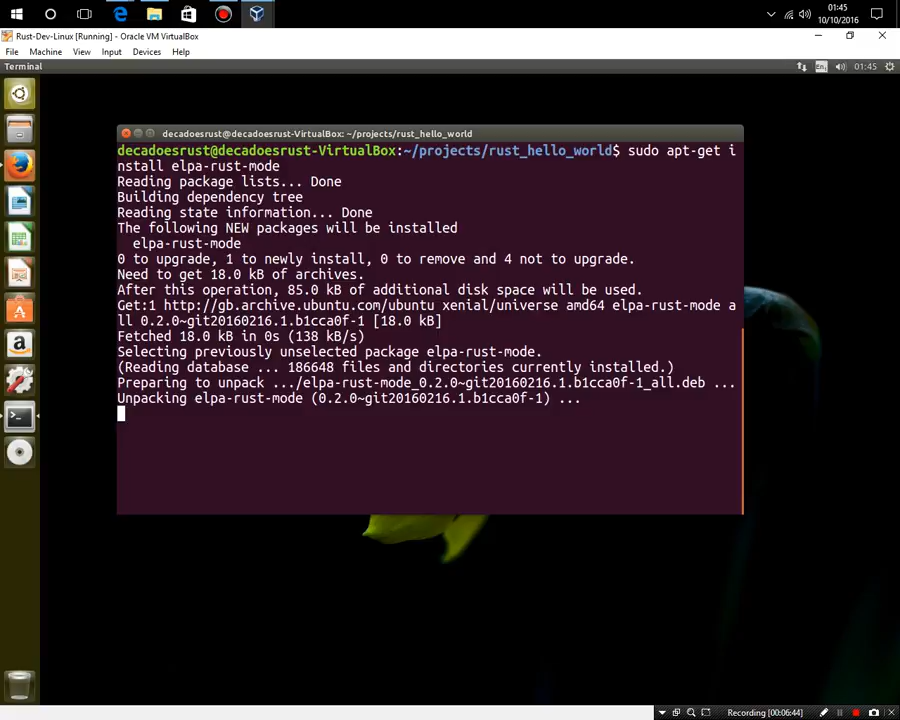 01:45
10/10/2016
Rust-Dev-Linux [Running] - Oracle VM VirtualBox
File Machine View Input Devices Help
Terminal
En
01:45
decadoesrust@decadoesrust-VirtualBox: ~/projects/rust_hello_world
decadoesrust@decadoesrust-VirtualBox:~/projects/rust_hello_world$ sudo apt-get i
nstall elpa-rust-mode
Reading package lists... Done
Building dependency tree
Reading state information... Done
The following NEW packages will be installed
elpa-rust-mode
0 to upgrade, 1 to newly install, 0 to remove and 4 not to upgrade.
Need to get 18.0 kB of archives.
After this operation, 85.0 kB of additional disk space will be used.
Get:1 http://gb.archive.ubuntu.com/ubuntu xenial/universe amd64 elpa-rust-mode a
ll 0.2.0~git20160216.1.b1cca0f-1 [18.0 kB]
Fetched 18.0 kB in 0s (138 kB/s)
Selecting previously unselected package elpa-rust-mode.
(Reading database ... 186648 files and directories currently installed.)
Preparing to unpack .../elpa-rust-mode_0.2.0~git20160216.1.b1cca0f-1_all.deb ...
Unpacking elpa-rust-mode (0.2.0~git20160216.1.b1cca0f-1) ...
Recording [00:06:44]